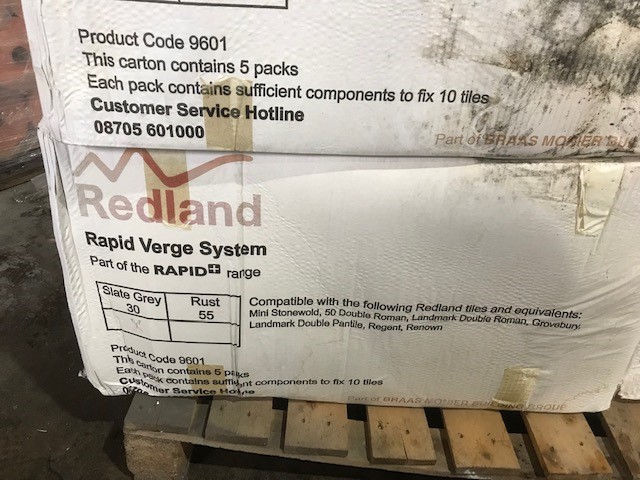 Product Code 9601
This carton contains 5 packs
Each pack contains sufficient components to fix 10 tiles
Customer Service Hotline
08705 601000
Part of BRAAS MONIER BUI
Redland
Rapid Verge System
Part of the RAPID+ range
Slate Grey Rust
30 55
Compatible with the following Redland tiles and equivalents:
Mini Stonewold, 50 Double Roman, Landmark Double Roman, Grovebury
Landmark Double Pantile, Regent, Renown
Product Code 9601
This carton contains 5 packs
Each pack contains sufficient components to fix 10 tiles
Customer Service Hotline
Part of BRAAS MONIER BUILDING GROUP